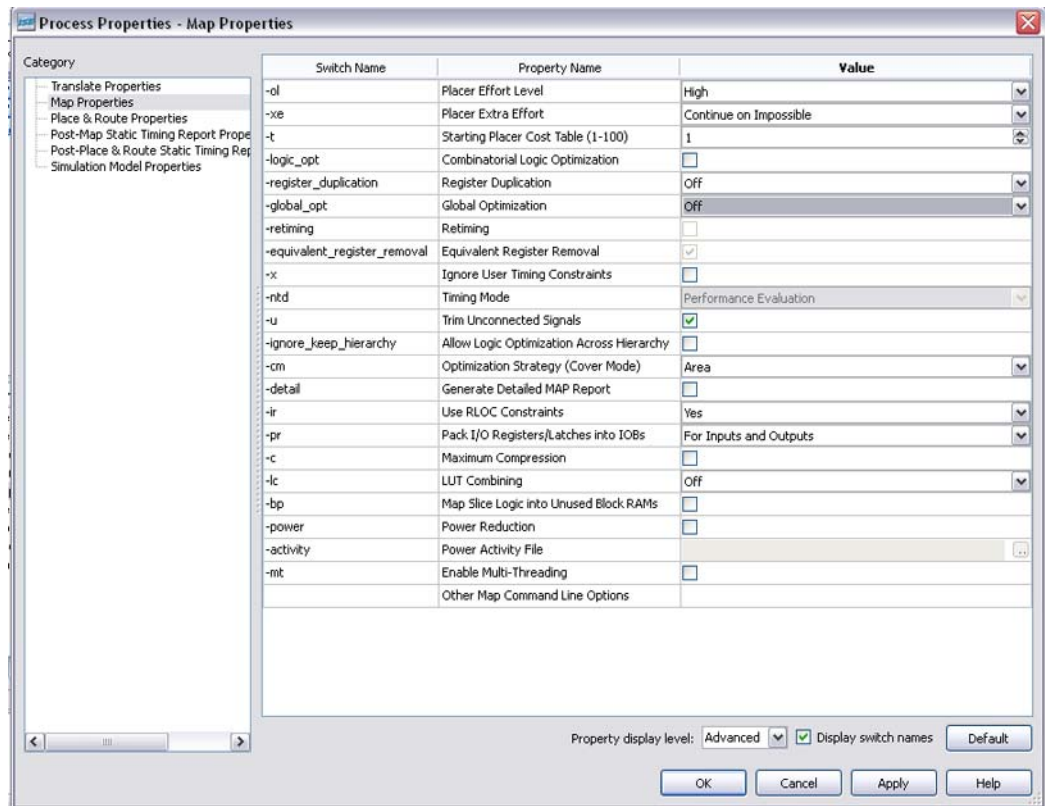 Process Properties - Map Properties
Category
Translate Properties
Map Properties
Place & Route Properties
Post-Map Static Timing Report Prope
Post-Place & Route Static Timing Rep
Simulation Model Properties
Switch Name Property Name Value
-ol Placer Effort Level High
-xe Placer Extra Effort Continue on Impossible
-t Starting Placer Cost Table (1-100) 1
-logic_opt Combinatorial Logic Optimization
-register_duplication Register Duplication Off
-global_opt Global Optimization Off
-retiming Retiming
-equivalent_register_removal Equivalent Register Removal
-x Ignore User Timing Constraints
-ntd Timing Mode Performance Evaluation
-u Trim Unconnected Signals
-ignore_keep_hierarchy Allow Logic Optimization Across Hierarchy
-cm Optimization Strategy (Cover Mode) Area
-detail Generate Detailed MAP Report
-ir Use RLOC Constraints Yes
-pr Pack I/O Registers/Latches into IOBs For Inputs and Outputs
-c Maximum Compression
-lc LUT Combining Off
-bp Map Slice Logic into Unused Block RAMs
-power Power Reduction
-activity Power Activity File ..
-mt Enable Multi-Threading
Other Map Command Line Options
Property display level: Advanced Display switch names Default
OK Cancel Apply Help